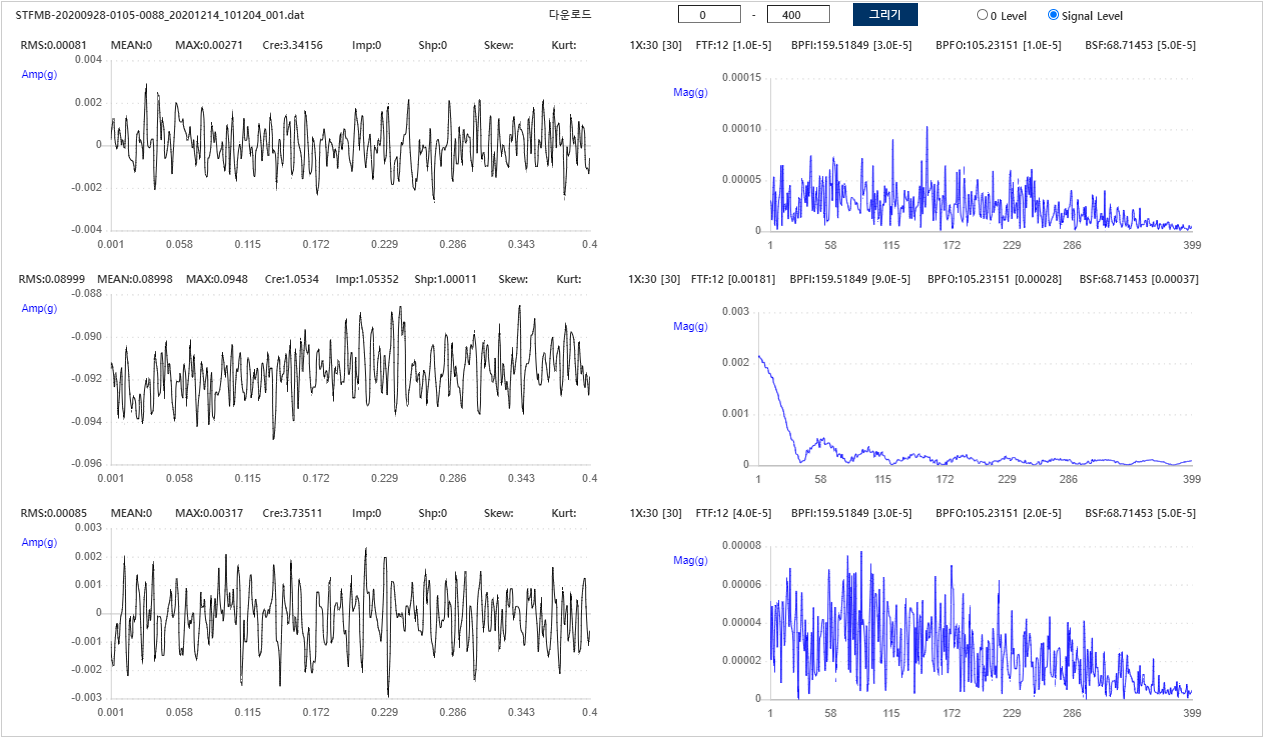 STFMB-20200928-0105-0088_20201214_101204_001.dat 다운로드 0 - 400 그리기 0 Level Signal Level
RMS:0.00081 MEAN:0 MAX:0.00271 Cre:3.34156 Imp:0 Shp:0 Skew: Kurt:
Amp(g)
0.004
0.002
0
-0.002
-0.004
0.001 0.058 0.115 0.172 0.229 0.286 0.343 0.4
1X:30 [30] FTF:12 [1.0E-5] BPFI:159.51849 [3.0E-5] BPFO:105.23151 [1.0E-5] BSF:68.71453 [5.0E-5]
Mag(g)
0.00015
0.00010
0.00005
0
1 58 115 172 229 286 399
RMS:0.08999 MEAN:0.08998 MAX:0.0948 Cre:1.0534 Imp:1.05352 Shp:1.00011 Skew: Kurt:
Amp(g)
-0.088
-0.090
-0.092
-0.094
-0.096
0.001 0.058 0.115 0.172 0.229 0.286 0.343 0.4
1X:30 [30] FTF:12 [0.00181] BPFI:159.51849 [9.0E-5] BPFO:105.23151 [0.00028] BSF:68.71453 [0.00037]
Mag(g)
0.003
0.002
0.001
0
1 58 115 172 229 286 399
RMS:0.00085 MEAN:0 MAX:0.00317 Cre:3.73511 Imp:0 Shp:0 Skew: Kurt:
Amp(g)
0.003
0.002
0.001
0
-0.001
-0.002
-0.003
0.001 0.058 0.115 0.172 0.229 0.286 0.343 0.4
1X:30 [30] FTF:12 [4.0E-5] BPFI:159.51849 [3.0E-5] BPFO:105.23151 [2.0E-5] BSF:68.71453 [5.0E-5]
Mag(g)
0.00008
0.00006
0.00004
0.00002
0
1 58 115 172 229 286 399